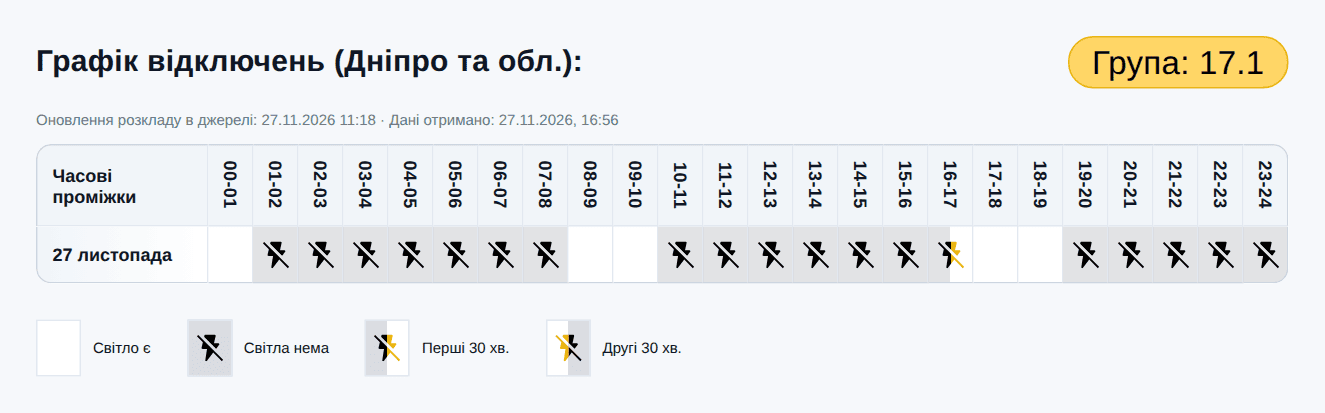 Графік відключень (Дніпро та обл.):
Група: 17.1
Оновлення розкладу в джерелі: 27.11.2026 11:18 · Дані отримано: 27.11.2026, 16:56
Часові
проміжки
00-01
01-02
02-03
03-04
04-05
05-06
06-07
07-08
08-09
09-10
10-11
11-12
12-13
13-14
14-15
15-16
16-17
17-18
18-19
19-20
20-21
21-22
22-23
23-24
27 листопада
Світло є
Світла нема
Перші 30 хв.
Другі 30 хв.